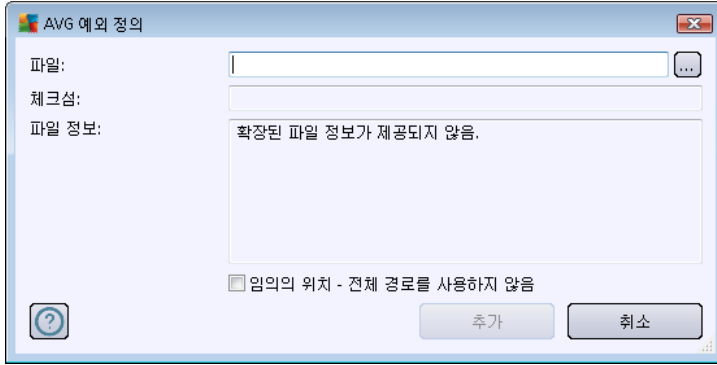 AVG 예외 정의
파일:
...
체크섬:
파일 정보:
확장된 파일 정보가 제공되지 않음.
임의의 위치 - 전체 경로를 사용하지 않음
?
추가
취소